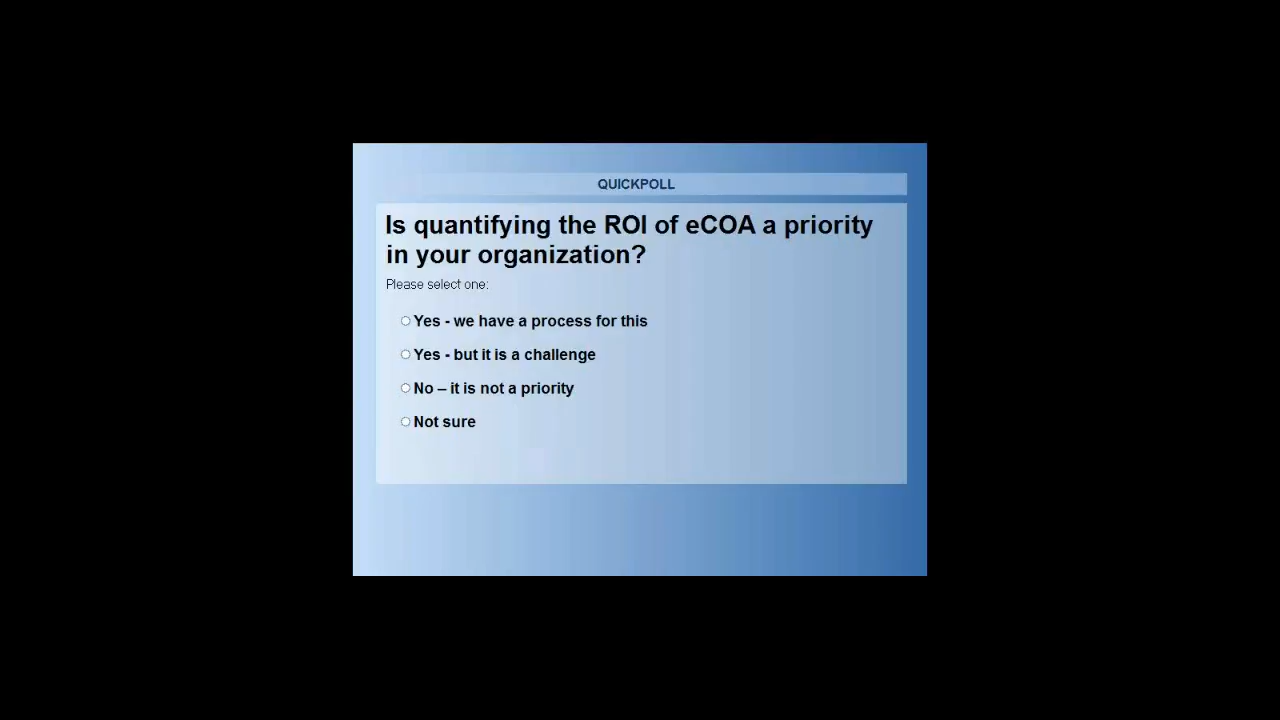 QUICKPOLL
Is quantifying the ROI of eCOA a priority
in your organization?
Please select one:
Yes - we have a process for this
Yes - but it is a challenge
No – it is not a priority
Not sure